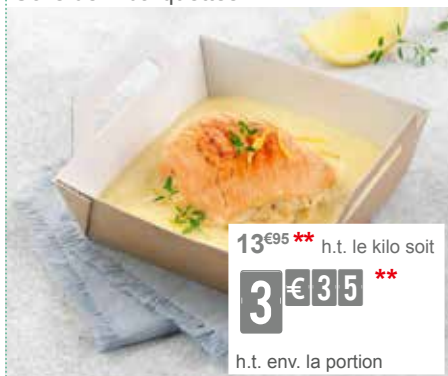 13€95 ** h.t. le kilo soit
3€35 **
h.t. env. la portion